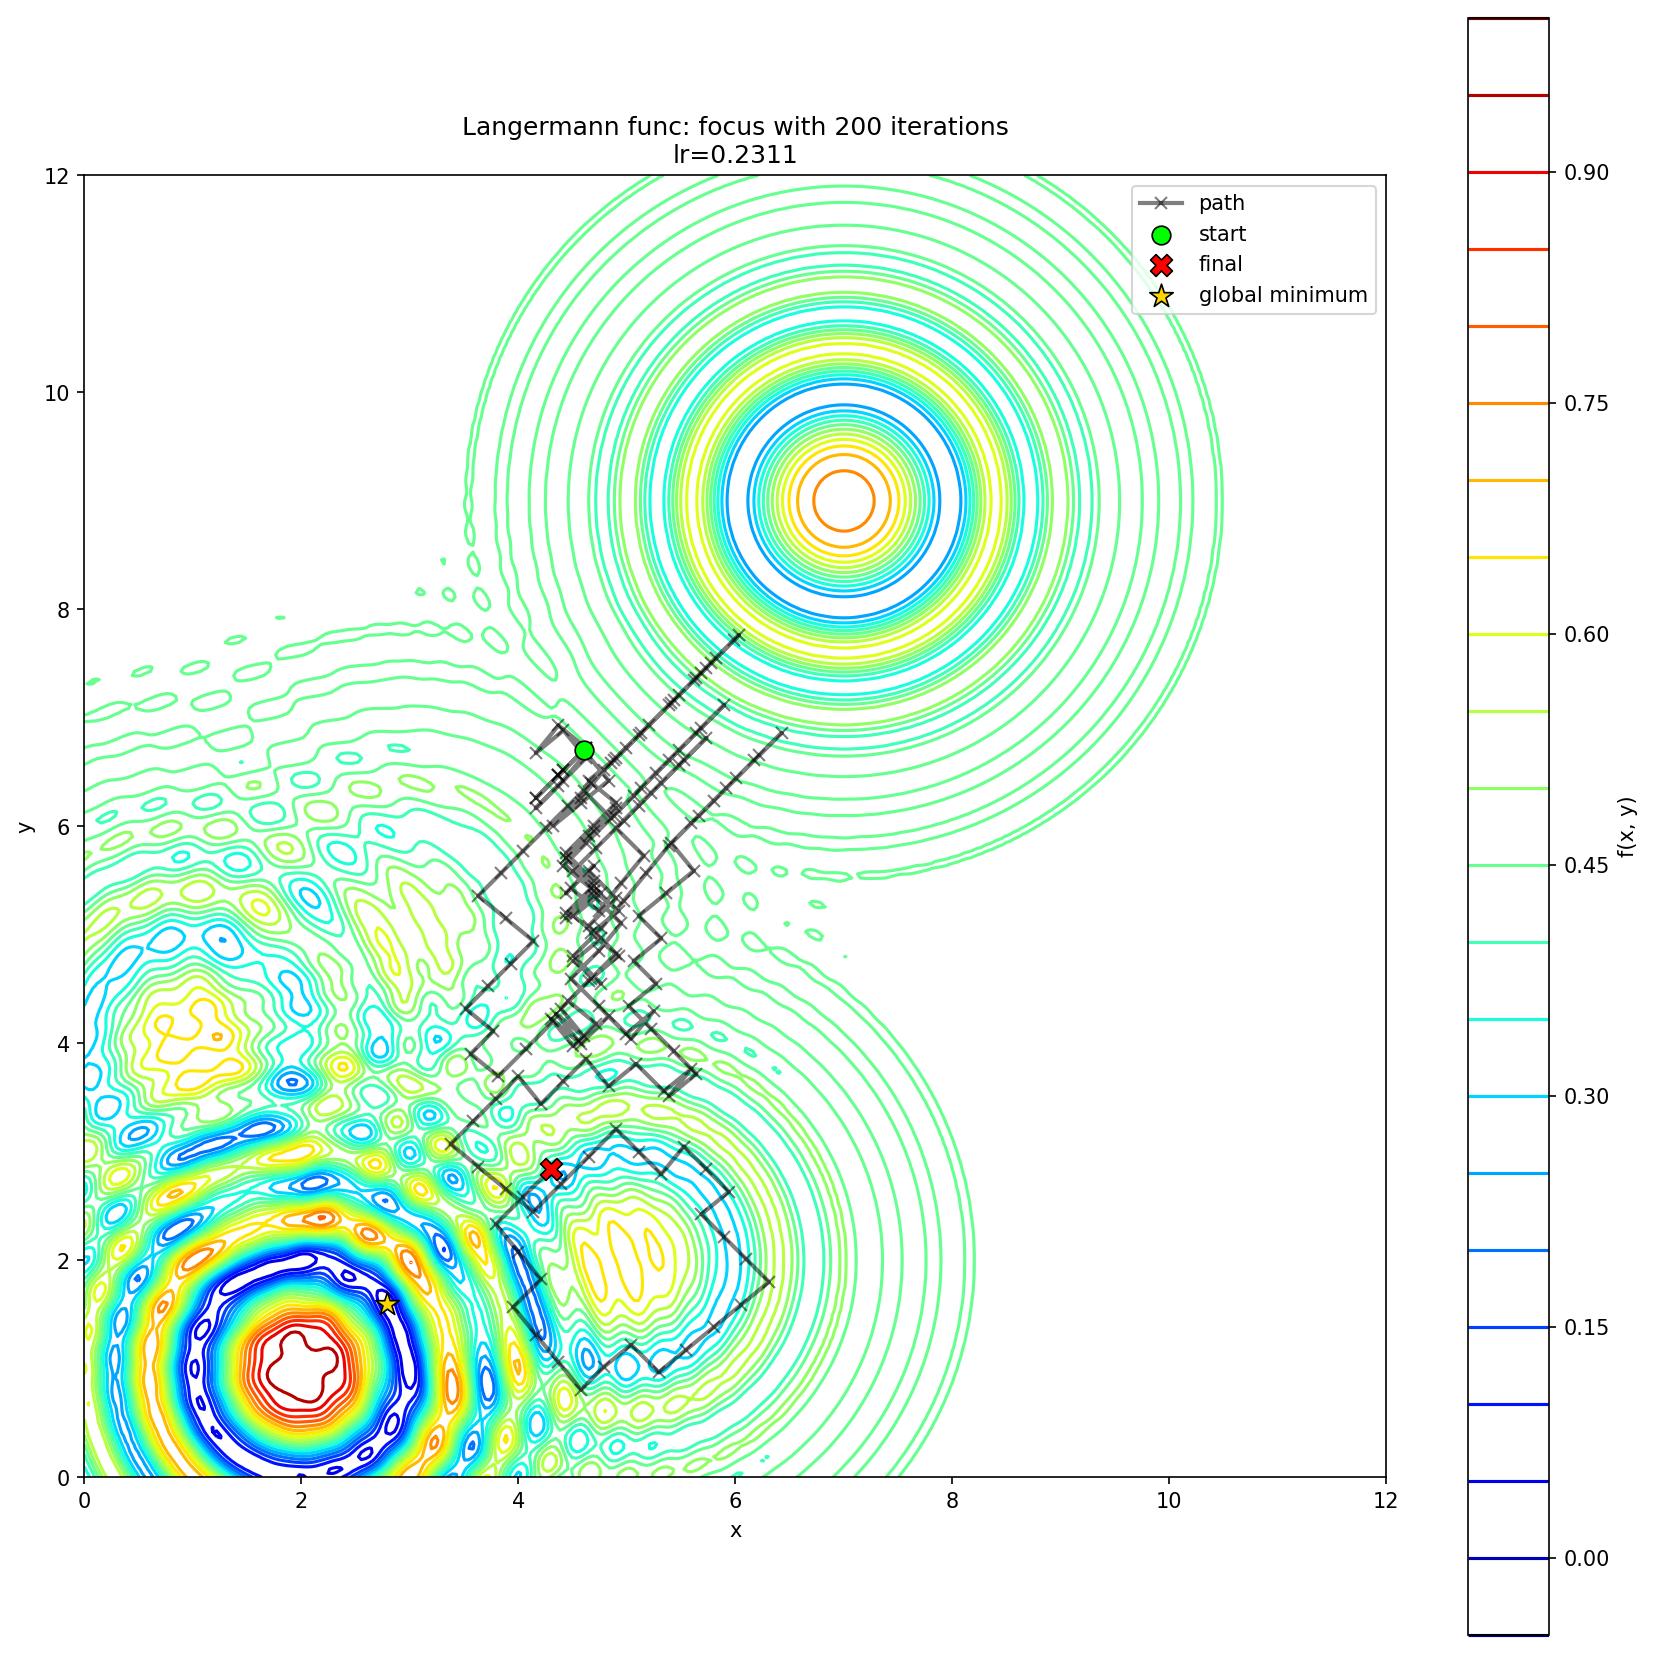 Langermann func: focus with 200 iterations
lr=0.2311
path
start
final
global minimum
12
10
8
6
4
2
0
y
0
2
4
6
8
10
12
x
0.90
0.75
0.60
0.45
0.30
0.15
0.00
f(x, y)